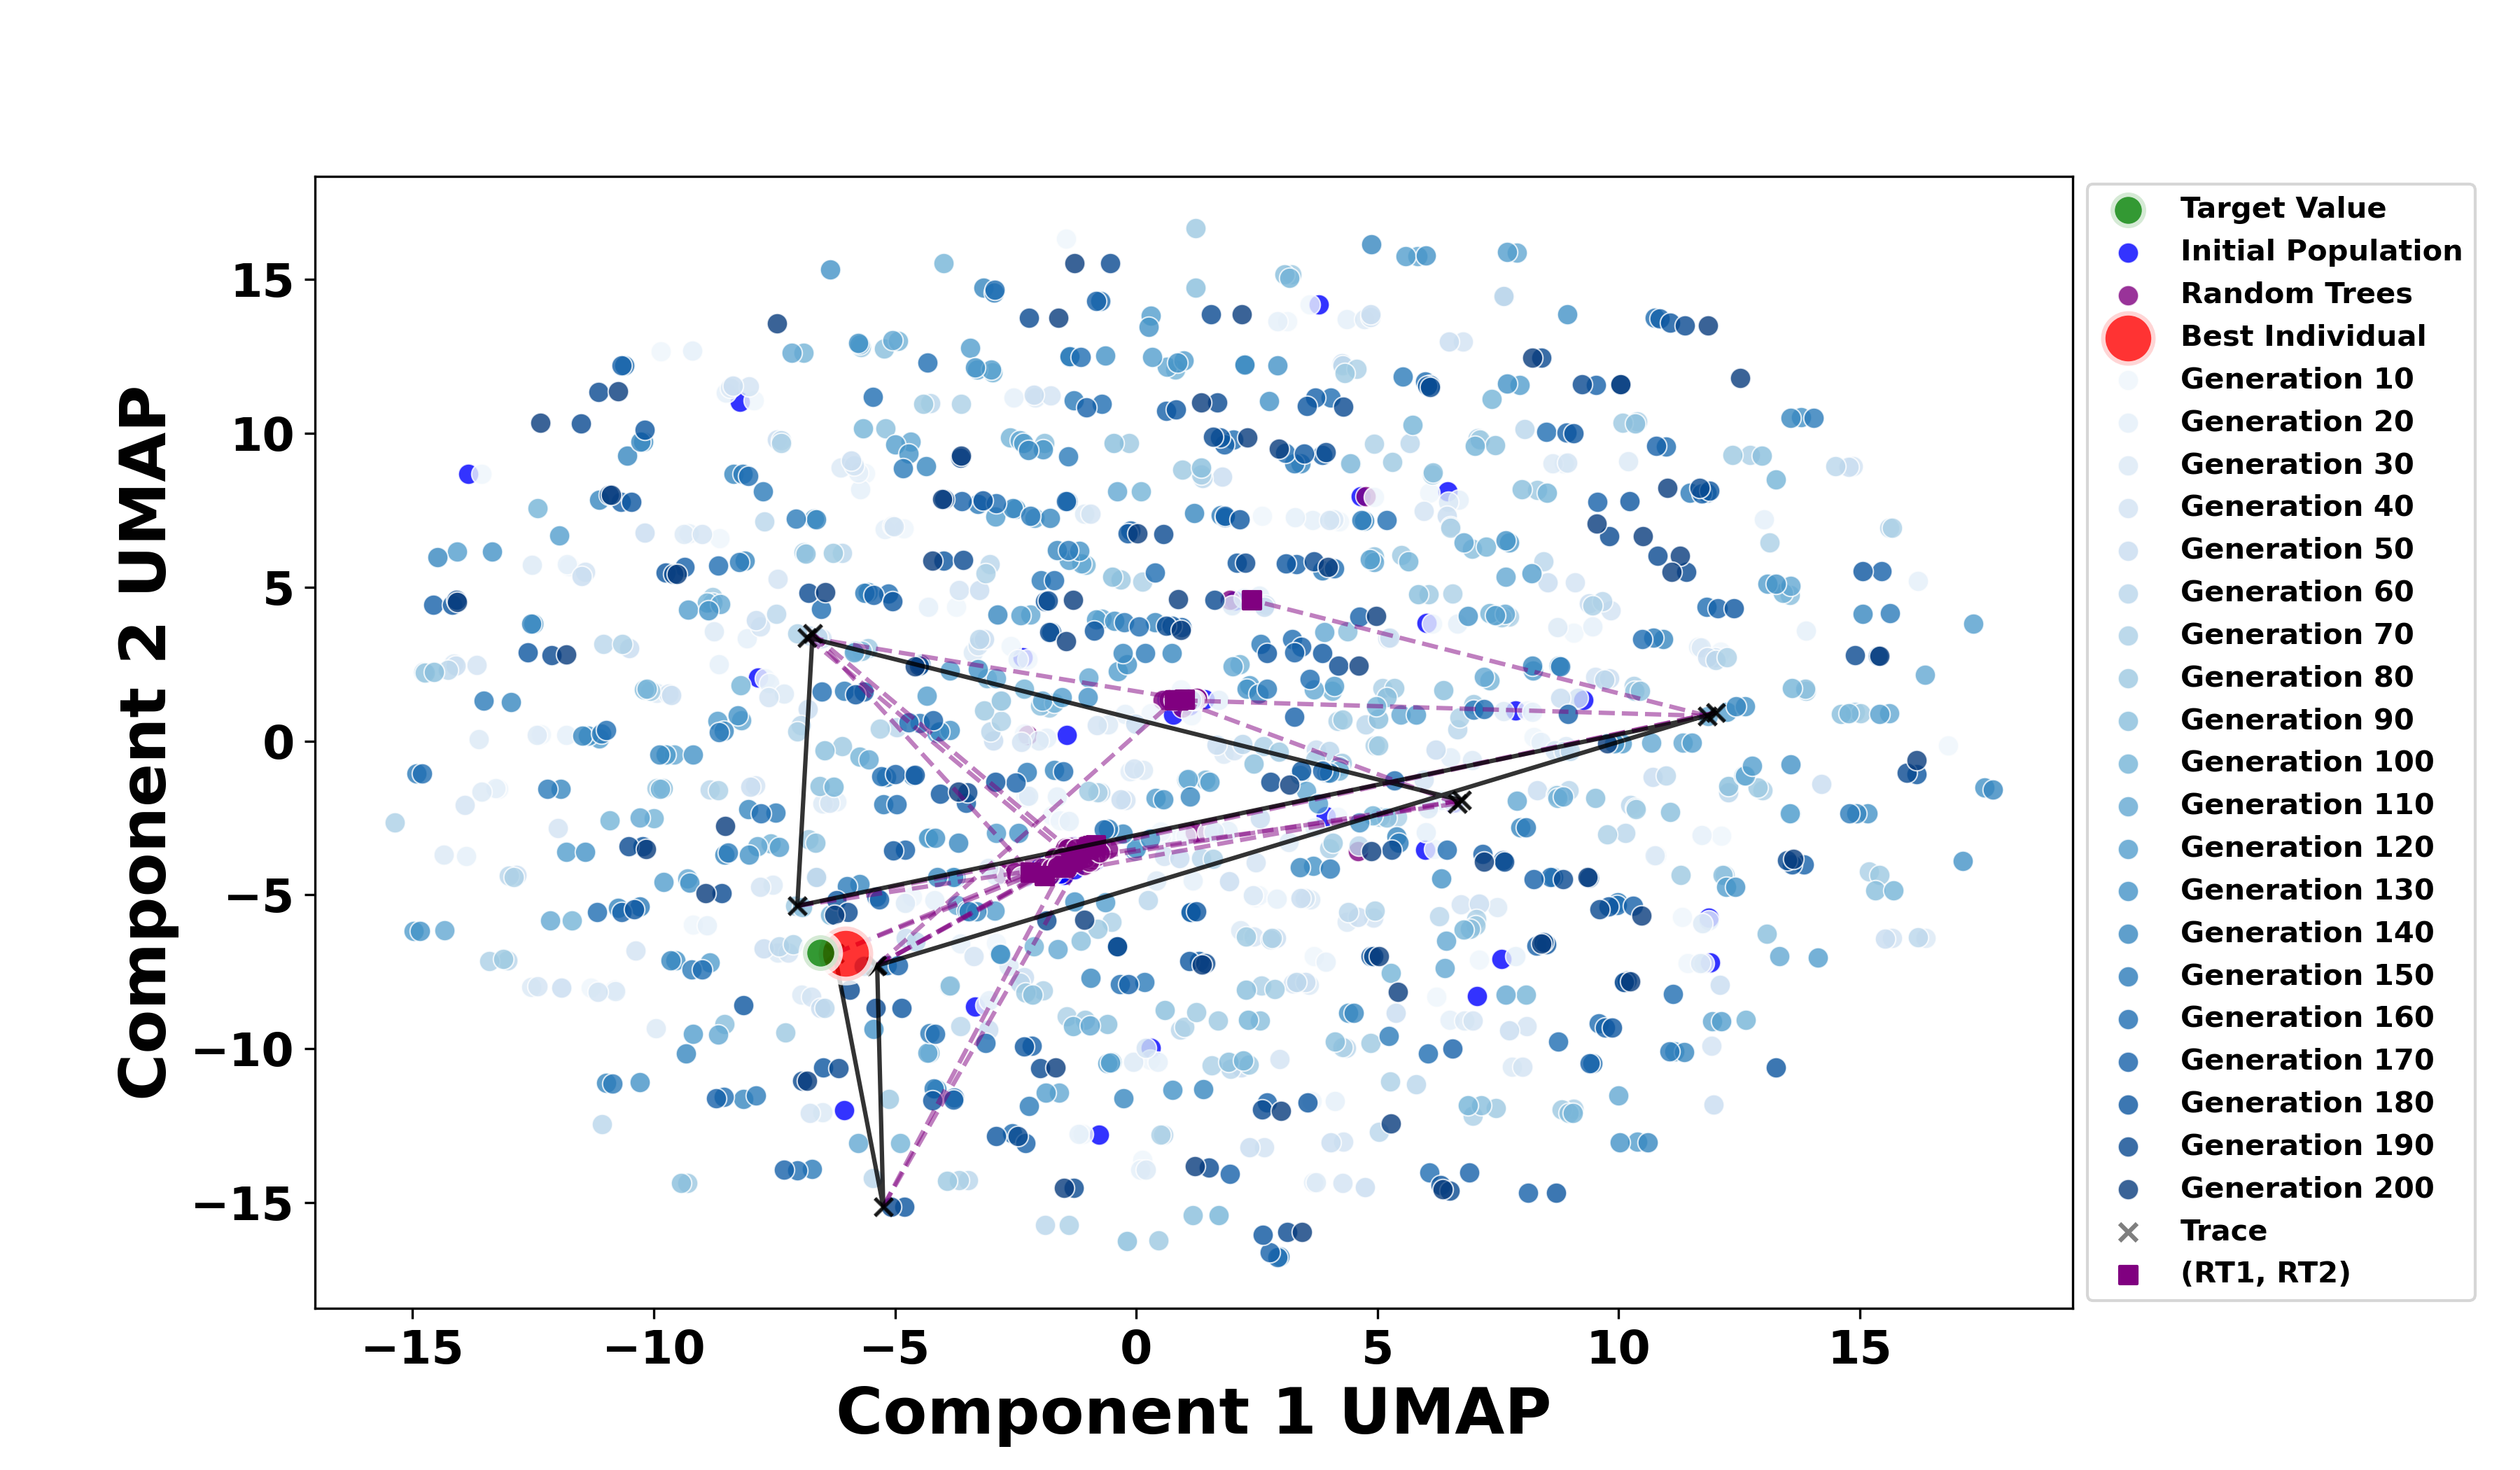 Component 2 UMAP
15
10
5
0
−5
−10
−15
−15
−10
−5
0
5
10
15
Component 1 UMAP
Target Value
Initial Population
Random Trees
Best Individual
Generation 10
Generation 20
Generation 30
Generation 40
Generation 50
Generation 60
Generation 70
Generation 80
Generation 90
Generation 100
Generation 110
Generation 120
Generation 130
Generation 140
Generation 150
Generation 160
Generation 170
Generation 180
Generation 190
Generation 200
Trace
(RT1, RT2)